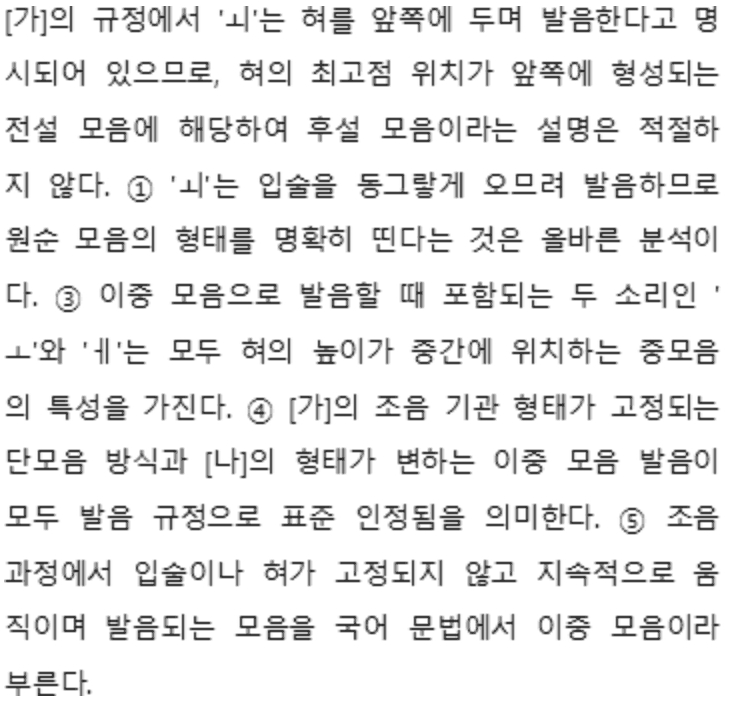 [가]의 규정에서 'ㅚ'는 혀를 앞쪽에 두며 발음한다고 명
시되어 있으므로, 혀의 최고점 위치가 앞쪽에 형성되는
전설 모음에 해당하여 후설 모음이라는 설명은 적절하
지 않다. ① 'ㅚ'는 입술을 동그랗게 오므려 발음하므로
원순 모음의 형태를 명확히 띤다는 것은 올바른 분석이
다. ③ 이중 모음으로 발음할 때 포함되는 두 소리인 '
ㅗ'와 'ㅔ'는 모두 혀의 높이가 중간에 위치하는 중모음
의 특성을 가진다. ④ [가]의 조음 기관 형태가 고정되는
단모음 방식과 [나]의 형태가 변하는 이중 모음 발음이
모두 발음 규정으로 표준 인정됨을 의미한다. ⑤ 조음
과정에서 입술이나 혀가 고정되지 않고 지속적으로 움
직이며 발음되는 모음을 국어 문법에서 이중 모음이라
부른다.